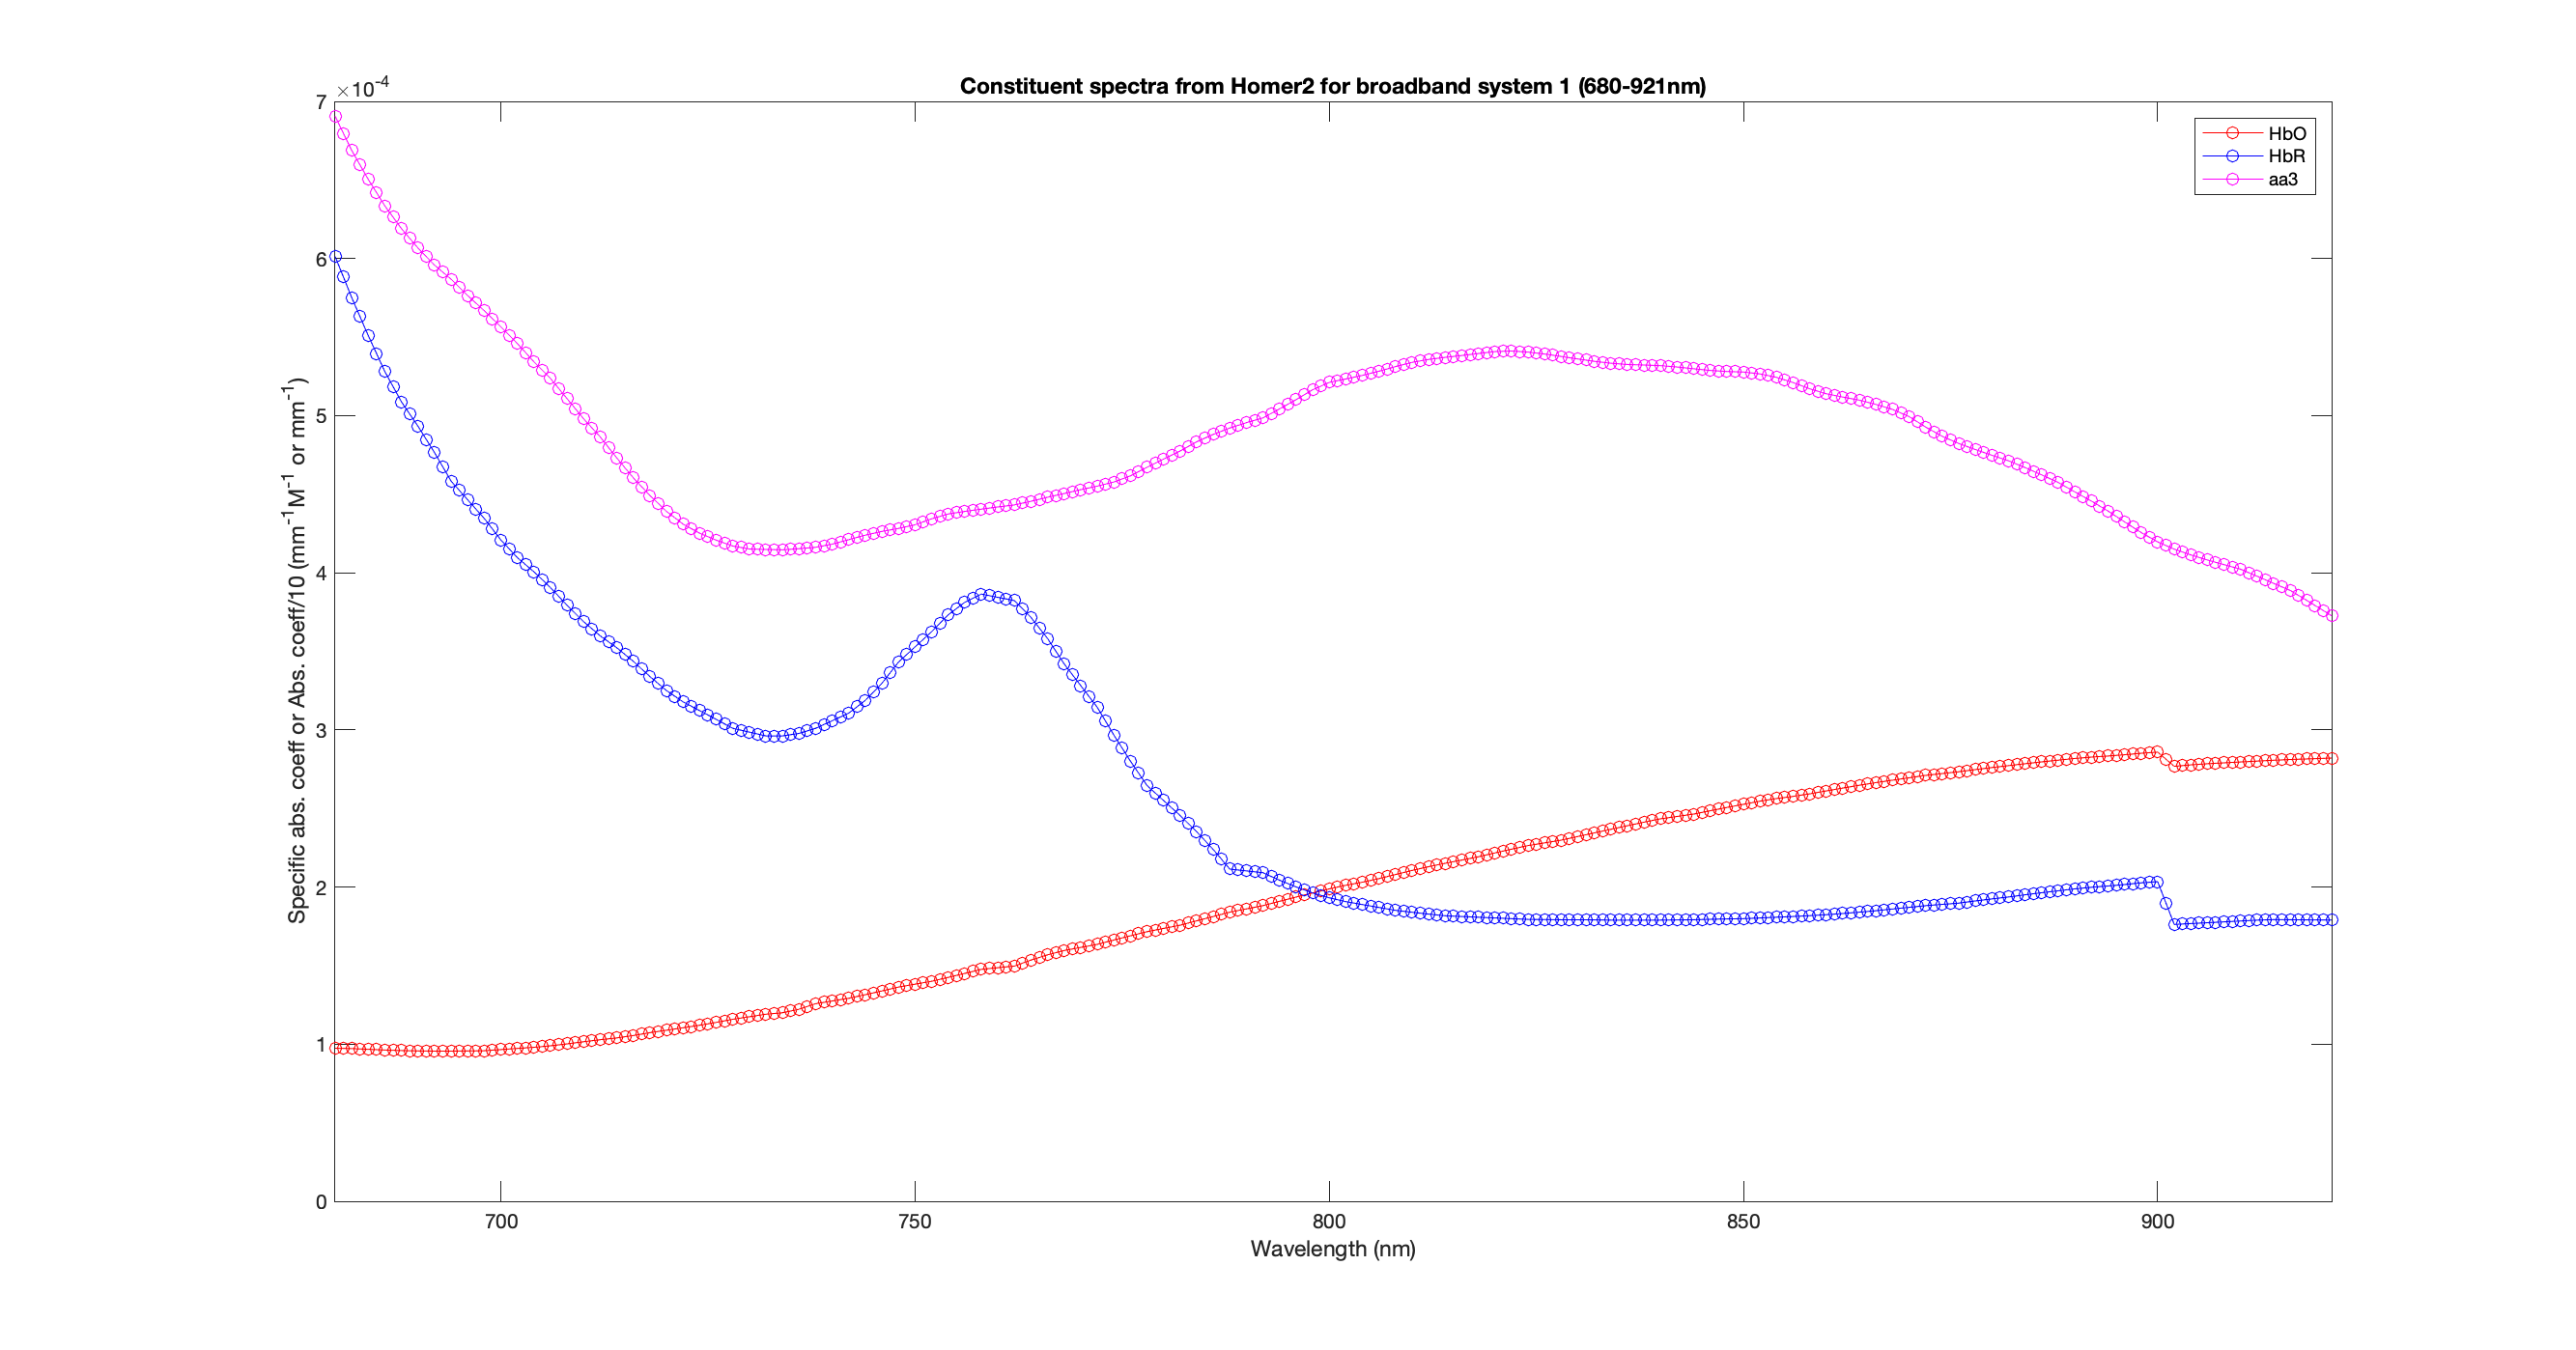 Constituent spectra from Homer2 for broadband system 1 (680-921nm)
×10⁻⁴
7
6
5
4
3
2
1
0
Specific abs. coeff or Abs. coeff/10 (mm⁻¹M⁻¹ or mm⁻¹)
HbO
HbR
aa3
700 750 800 850 900
Wavelength (nm)